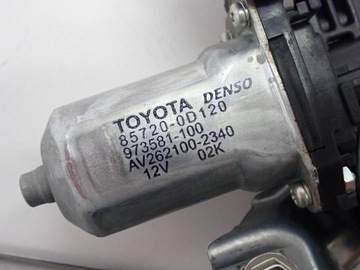 TOYOTA DENSO
85720-0D120
973581-100
AV262100-2340
12V 02K